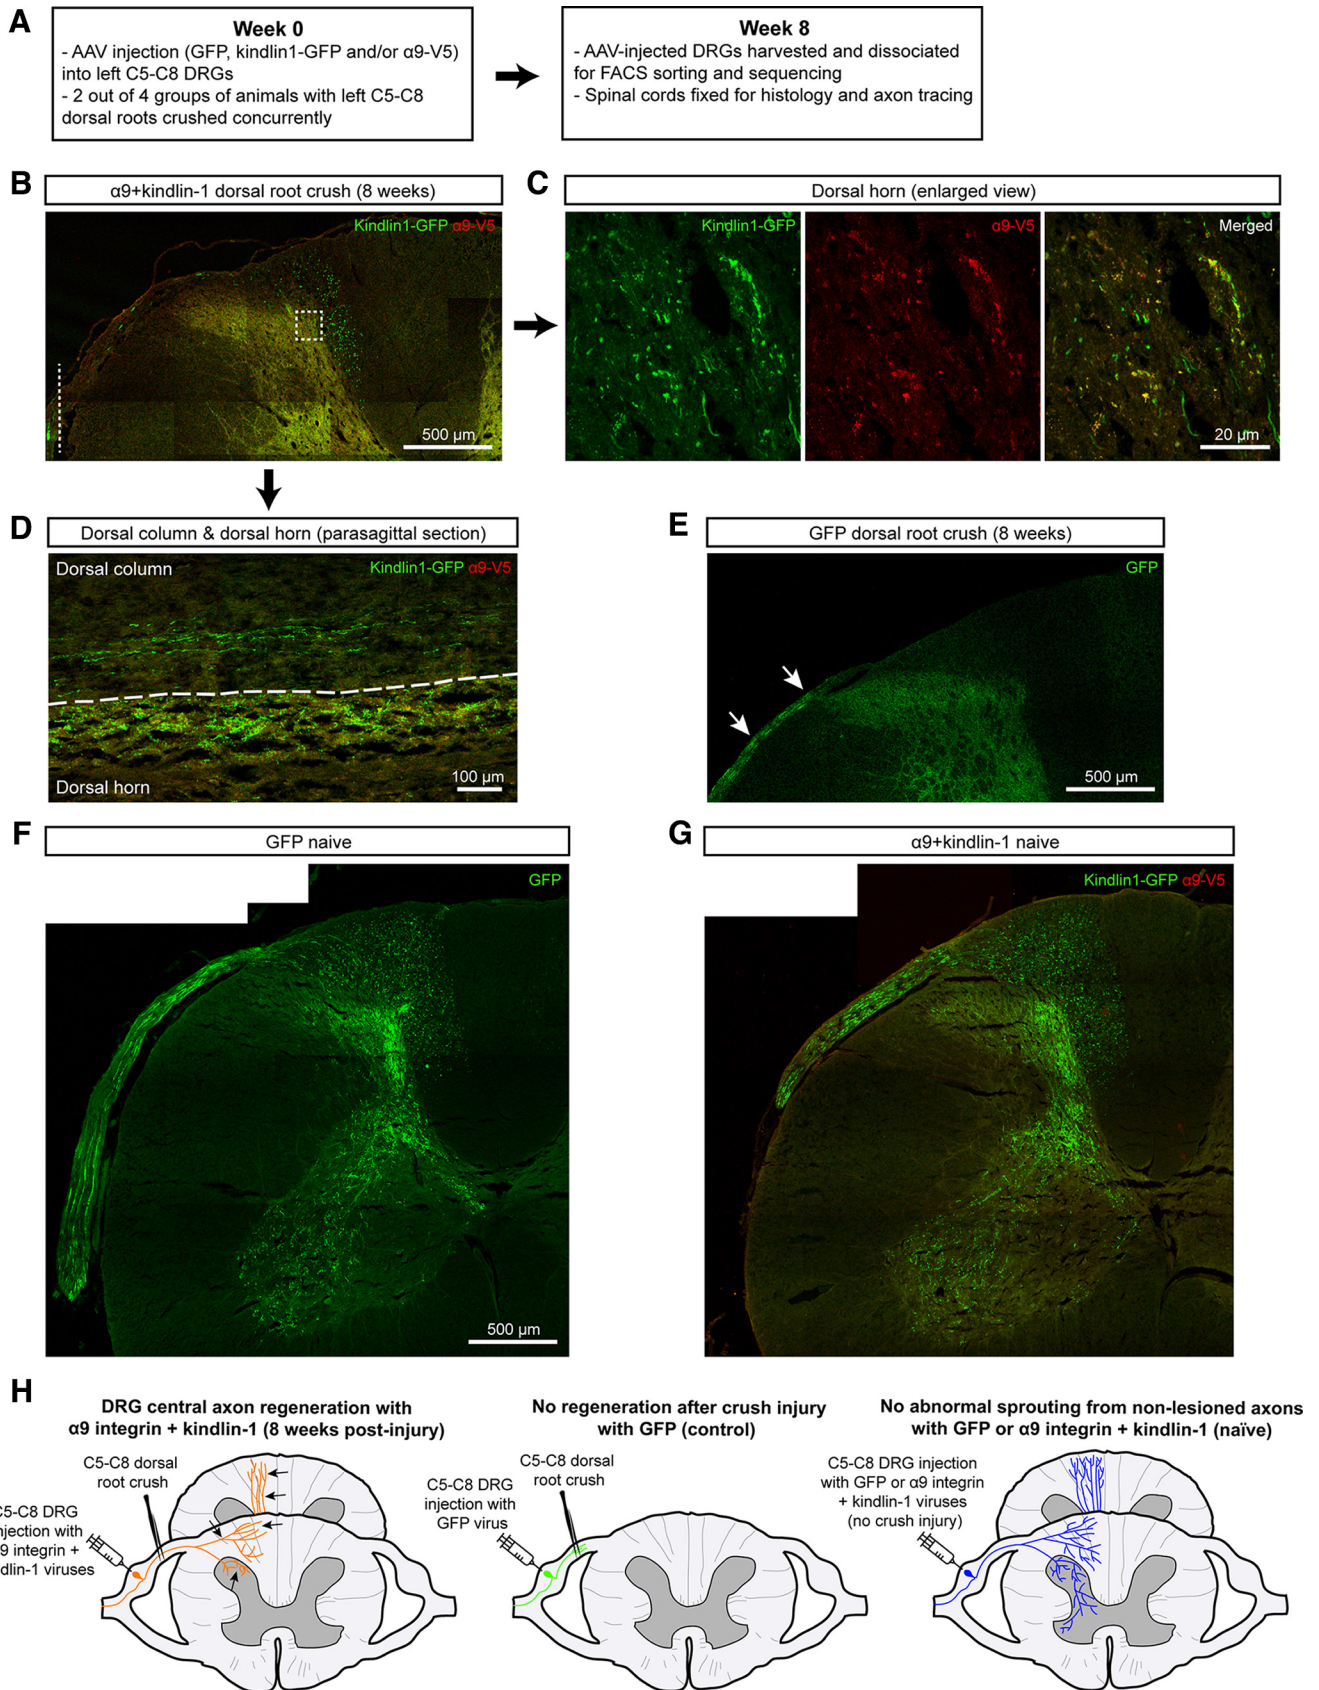 A
Week 0
- AAV injection (GFP, kindlin1-GFP and/or α9-V5)
into left C5-C8 DRGs
- 2 out of 4 groups of animals with left C5-C8
dorsal roots crushed concurrently
Week 8
- AAV-injected DRGs harvested and dissociated
for FACS sorting and sequencing
- Spinal cords fixed for histology and axon tracing
B
α9+kindlin-1 dorsal root crush (8 weeks)
Kindlin1-GFP α9-V5
500 µm
C
Dorsal horn (enlarged view)
Kindlin1-GFP
α9-V5
Merged
20 µm
D
Dorsal column & dorsal horn (parasagittal section)
Dorsal column
Kindlin1-GFP α9-V5
Dorsal horn
100 µm
E
GFP dorsal root crush (8 weeks)
GFP
500 µm
F
GFP naive
GFP
500 µm
G
α9+kindlin-1 naive
Kindlin1-GFP α9-V5
H
DRG central axon regeneration with
α9 integrin + kindlin-1 (8 weeks post-injury)
C5-C8 dorsal
root crush
C5-C8 DRG
njection with
9 integrin +
dlin-1 viruses
No regeneration after crush injury
with GFP (control)
C5-C8 dorsal
root crush
C5-C8 DRG
injection with
GFP virus
No abnormal sprouting from non-lesioned axons
with GFP or α9 integrin + kindlin-1 (naïve)
C5-C8 DRG injection
with GFP or α9 integrin
+ kindlin-1 viruses
(no crush injury)